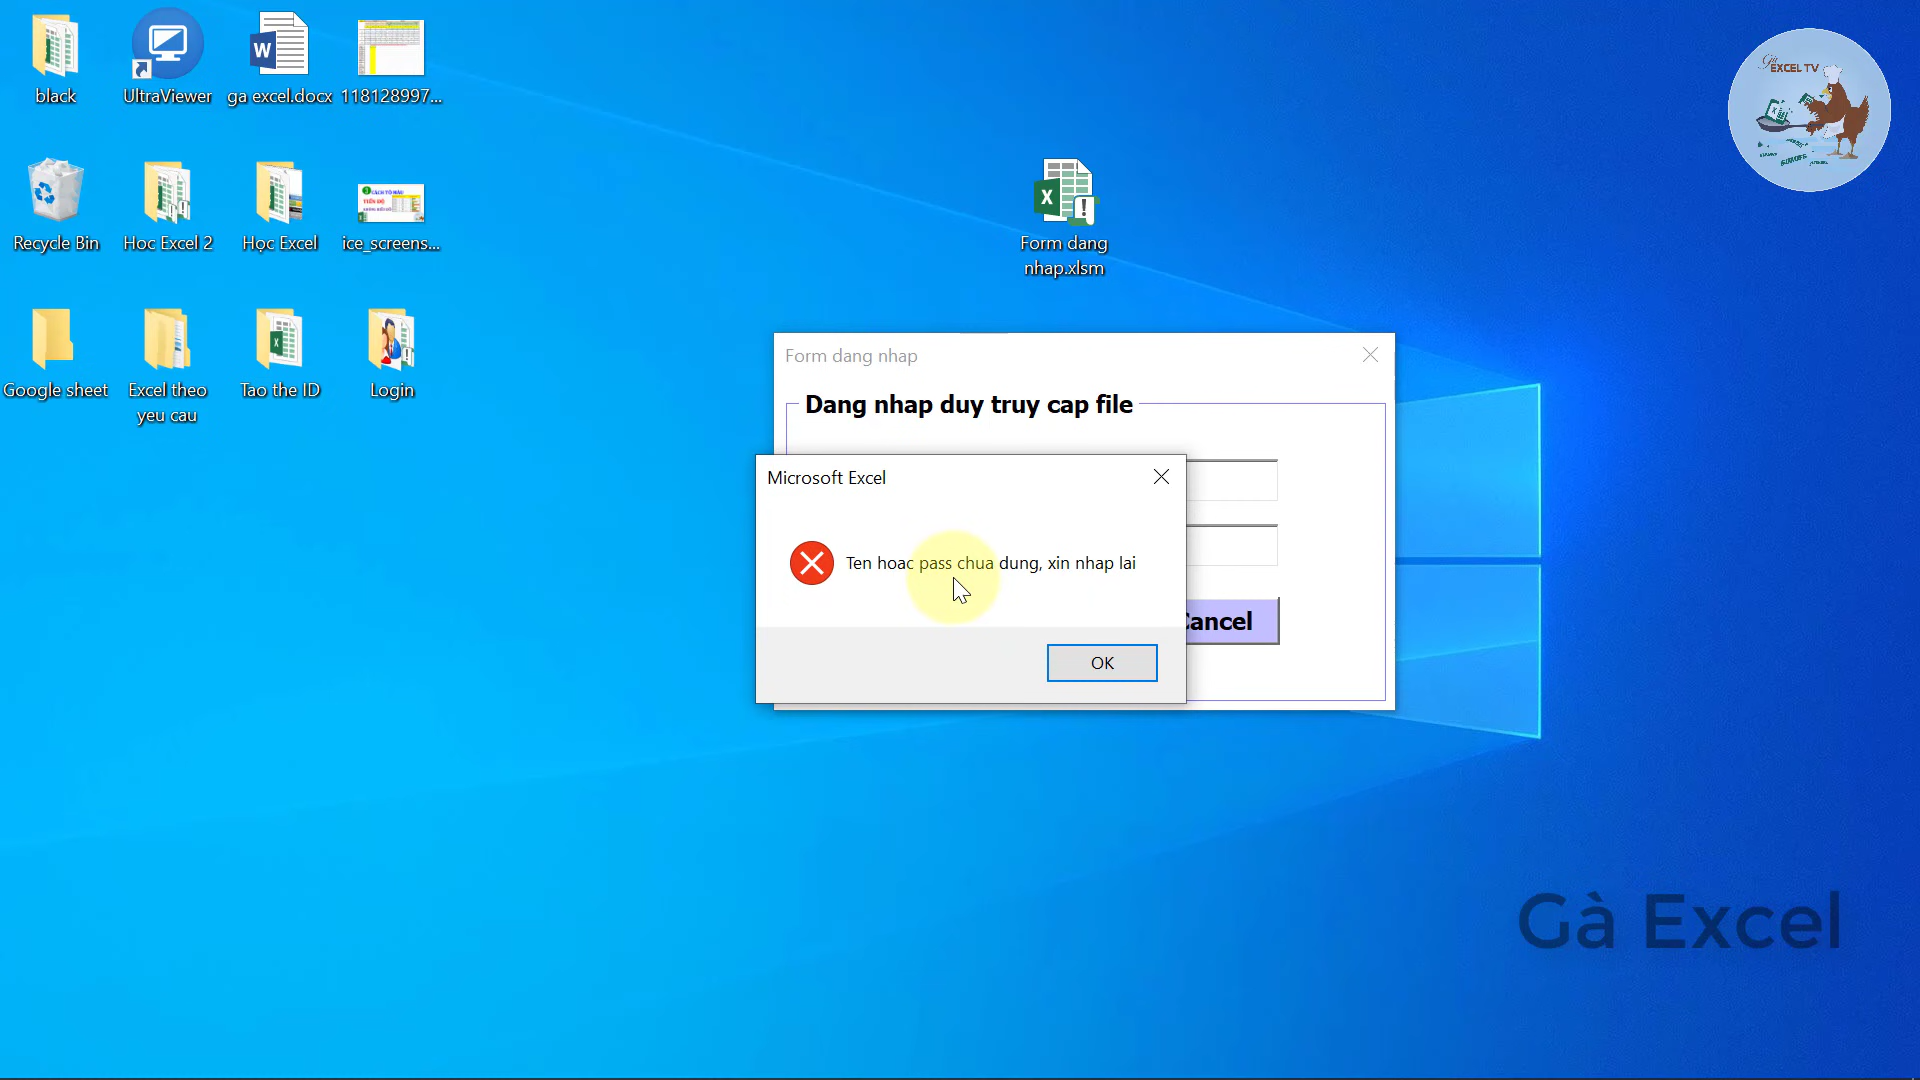 black
UltraViewer
ga excel.docx
118128997...
Recycle Bin
Hoc Excel 2
Học Excel
ice_screens...
Google sheet
Excel theo
yeu cau
Tao the ID
Login
Form dang
nhap.xlsm
Gà
EXCEL TV
Form dang nhap
Dang nhap duy truy cap file
Microsoft Excel
Ten hoac pass chua dung, xin nhap lai
OK
Cancel
Gà Excel